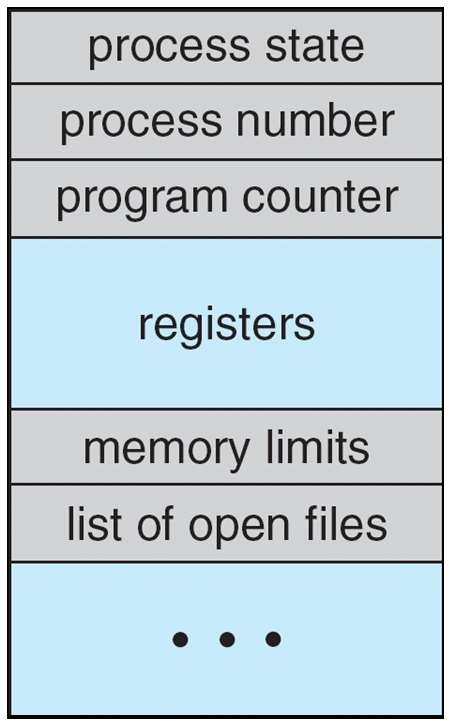 process state
process number
program counter
registers
memory limits
list of open files
• • •